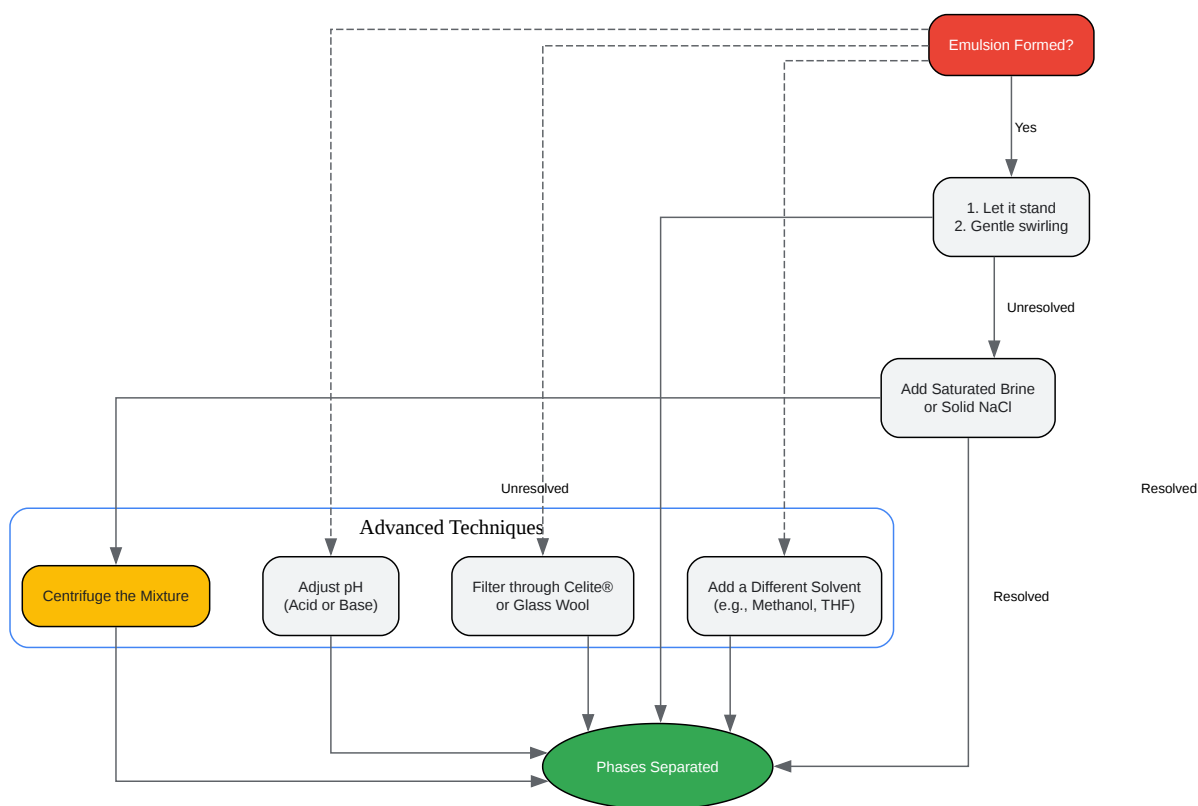 Emulsion Formed?
Yes
1. Let it stand
2. Gentle swirling
Unresolved
Add Saturated Brine
or Solid NaCl
Unresolved
Resolved
Advanced Techniques
Centrifuge the Mixture
Adjust pH
(Acid or Base)
Filter through Celite®
or Glass Wool
Add a Different Solvent
(e.g., Methanol, THF)
Resolved
Phases Separated